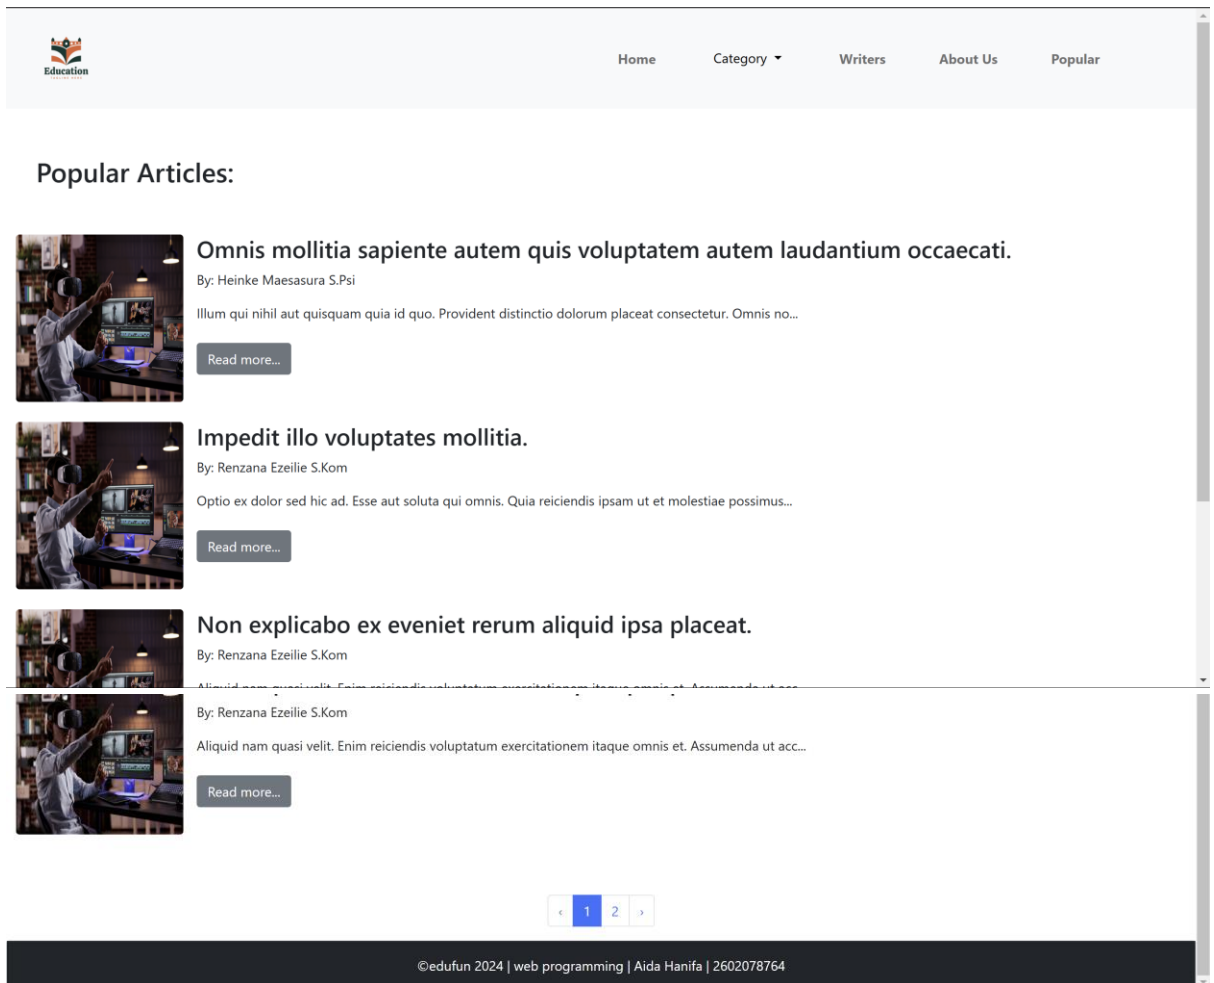 Education
Home
Category
Writers
About Us
Popular
Popular Articles:
Omnis mollitia sapiente autem quis voluptatem autem laudantium occaecati.
By: Heinke Maesasura S.Psi
Illum qui nihil aut quisquam quia id quo. Provident distinctio dolorum placeat consectetur. Omnis no...
Read more...
Impedit illo voluptates mollitia.
By: Renzana Ezeilie S.Kom
Optio ex dolor sed hic ad. Esse aut soluta qui omnis. Quia reiciendis ipsam ut et molestiae possimus...
Read more...
Non explicabo ex eveniet rerum aliquid ipsa placeat.
By: Renzana Ezeilie S.Kom
By: Renzana Ezeilie S.Kom
Aliquid nam quasi velit. Enim reiciendis voluptatum exercitationem itaque omnis et. Assumenda ut acc...
Read more...
‹ 1 2 ›
©edufun 2024 | web programming | Aida Hanifa | 2602078764